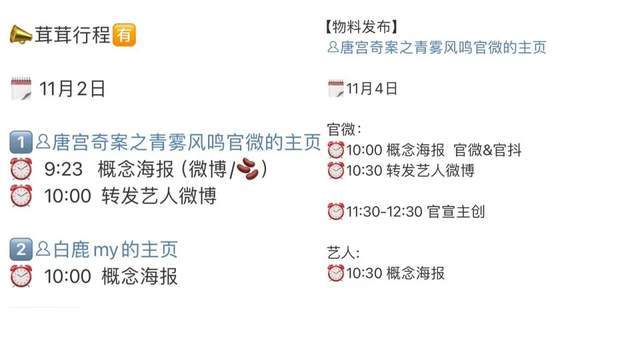 📣茸茸行程🈶
🗓 11月2日
1️⃣唐宫奇案之青雾风鸣官微的主页
⏰ 9:23 概念海报 (微博/🫘)
⏰ 10:00 转发艺人微博
2️⃣白鹿my的主页
⏰ 10:00 概念海报
【物料发布】
唐宫奇案之青雾风鸣官微的主页
🗓11月4日
官微:
⏰10:00 概念海报 官微&官抖
⏰10:30 转发艺人微博
⏰11:30-12:30 官宣主创
艺人:
⏰10:30 概念海报